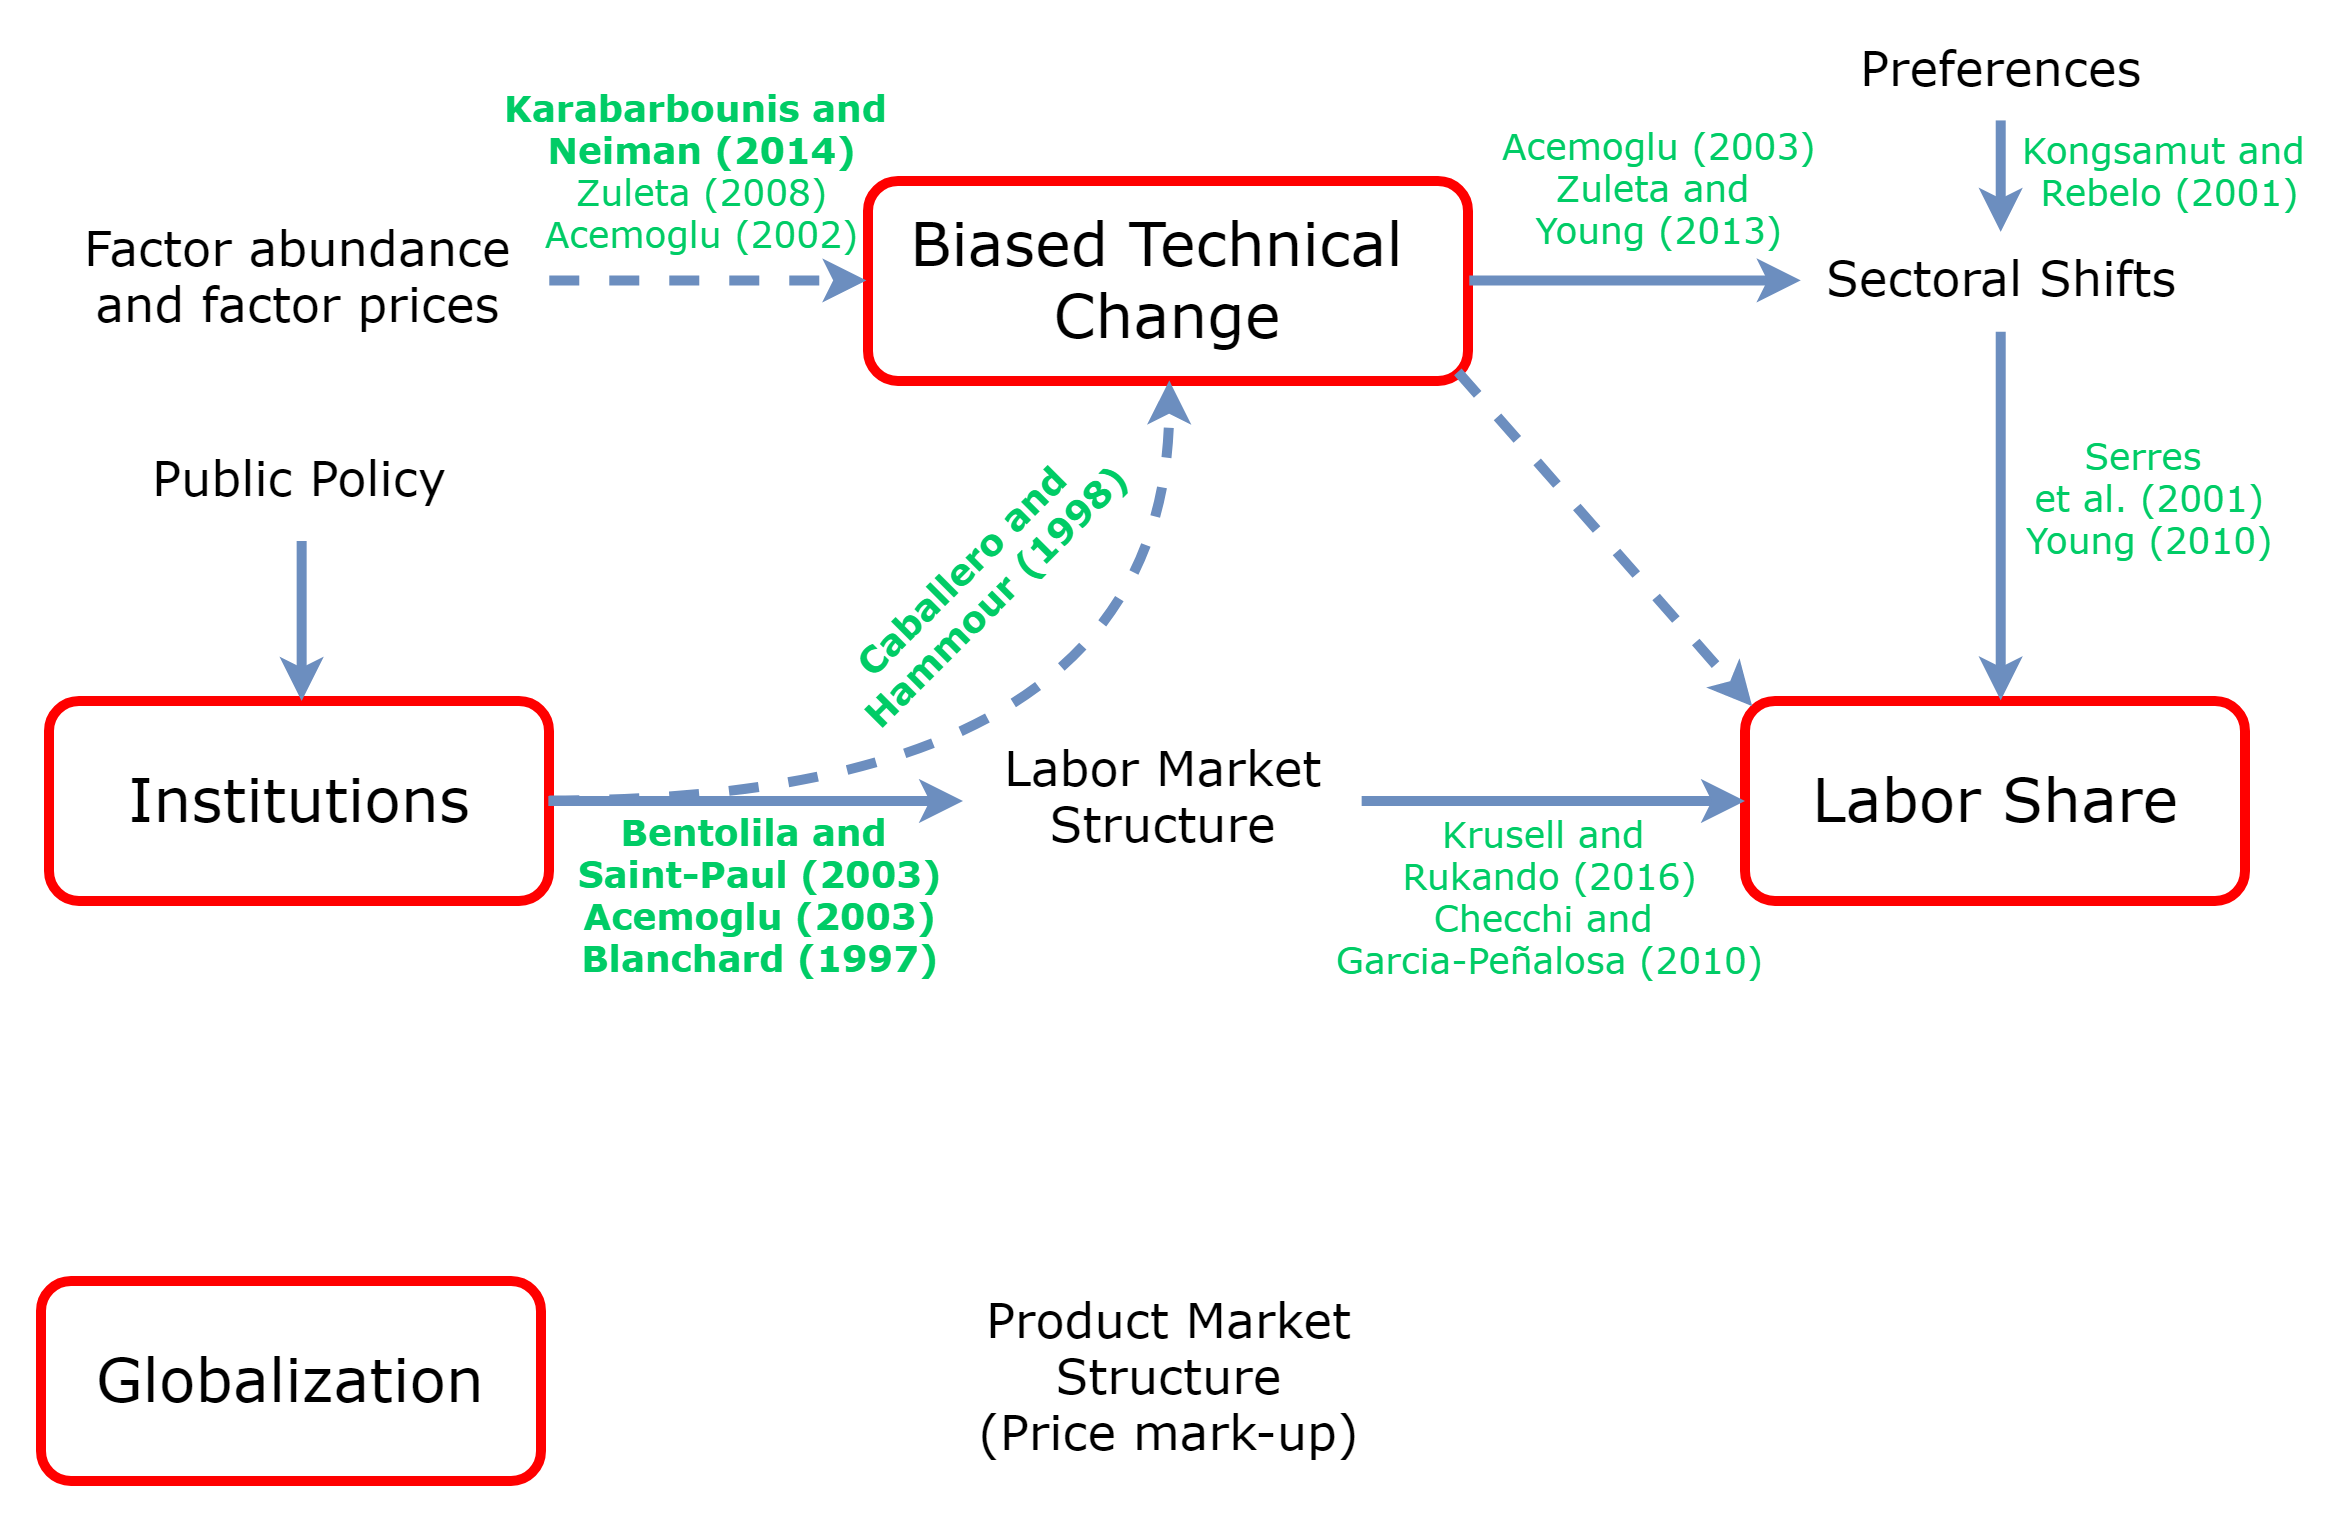 Preferences
Karabarbounis and
Neiman (2014)
Zuleta (2008)
Acemoglu (2002)
Acemoglu (2003)
Zuleta and
Young (2013)
Kongsamut and
Rebelo (2001)
Factor abundance
and factor prices
Biased Technical
Change
Sectoral Shifts
Public Policy
Caballero and
Hammour (1998)
Serres
et al. (2001)
Young (2010)
Institutions
Labor Market
Structure
Labor Share
Bentolila and
Saint-Paul (2003)
Acemoglu (2003)
Blanchard (1997)
Krusell and
Rukando (2016)
Checchi and
Garcia-Peñalosa (2010)
Globalization
Product Market
Structure
(Price mark-up)